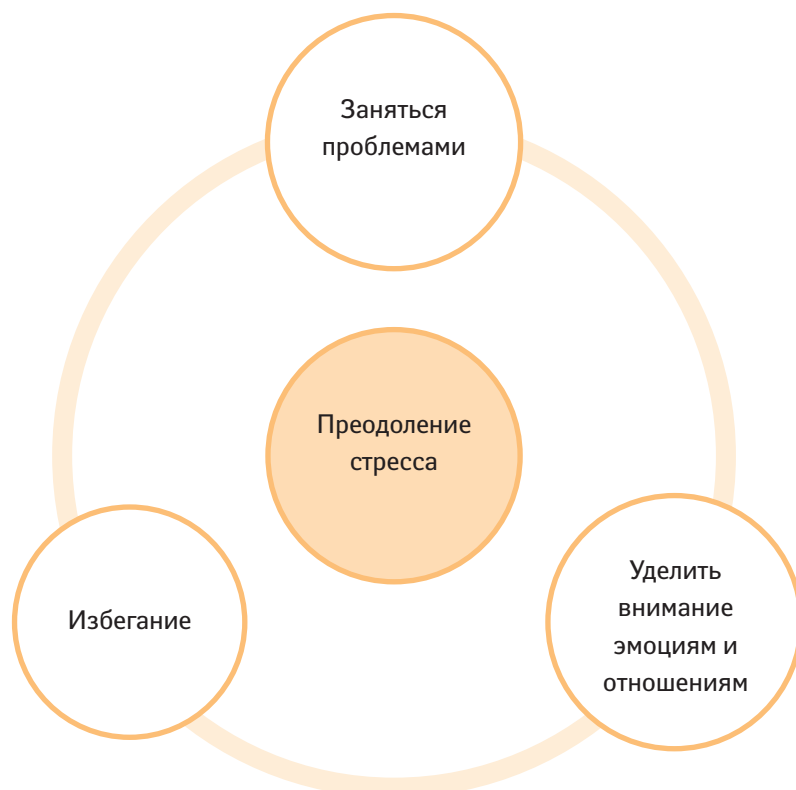 Заняться
проблемами
Преодоление
стресса
Избегание
Уделить
внимание
эмоциям и
отношениям